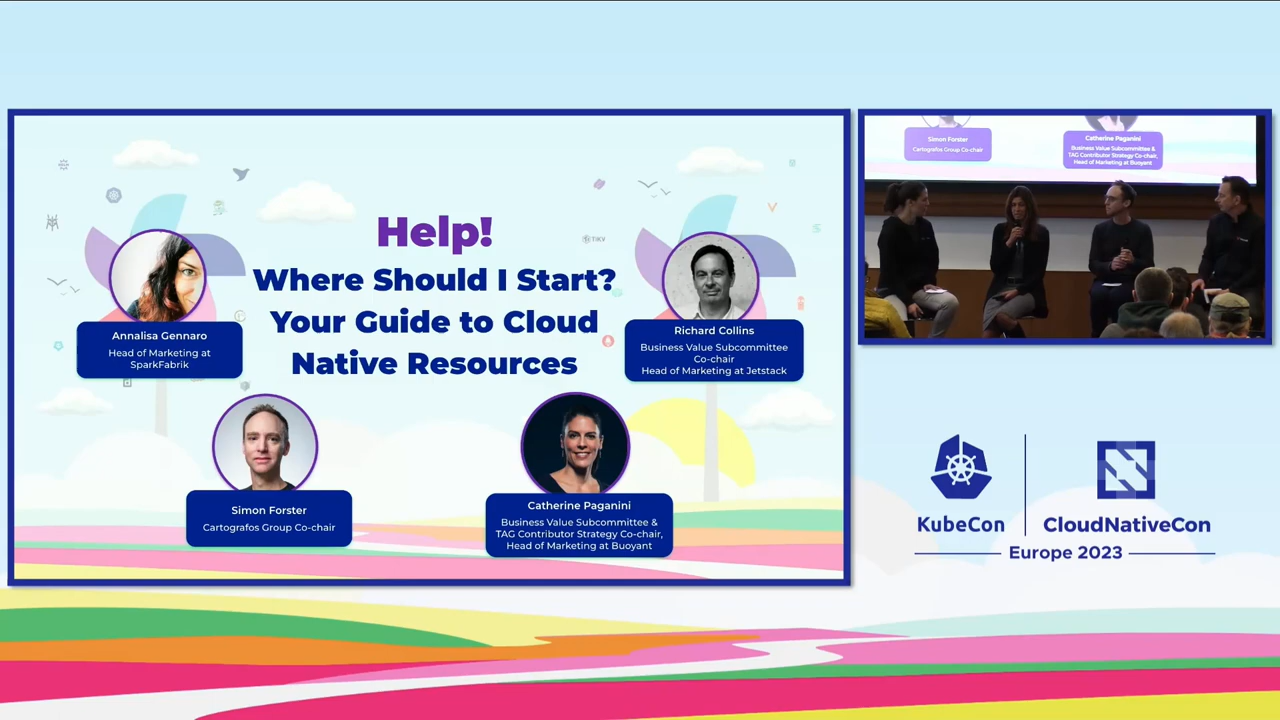 Help!
Where Should I Start?
Your Guide to Cloud
Native Resources
Annalisa Gennaro
Head of Marketing at
SparkFabrik
Richard Collins
Business Value Subcommittee
Co-chair
Head of Marketing at Jetstack
Simon Forster
Cartografos Group Co-chair
Catherine Paganini
Business Value Subcommittee &
TAG Contributor Strategy Co-chair,
Head of Marketing at Buoyant
TiKV
Simon Forster
Cartografos Group Co-chair
Catherine Paganini
Business Value Subcommittee &
TAG Contributor Strategy Co-chair,
Head of Marketing at Buoyant
KubeCon
CloudNativeCon
Europe 2023